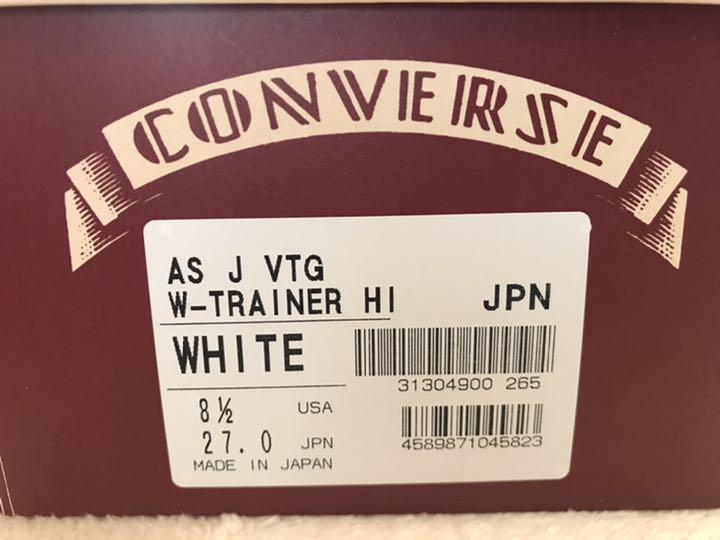 CONVERSE
AS J VTG
W-TRAINER HI JPN
WHITE
31304900 265
8½ USA
27.0 JPN
4589871045823
MADE IN JAPAN